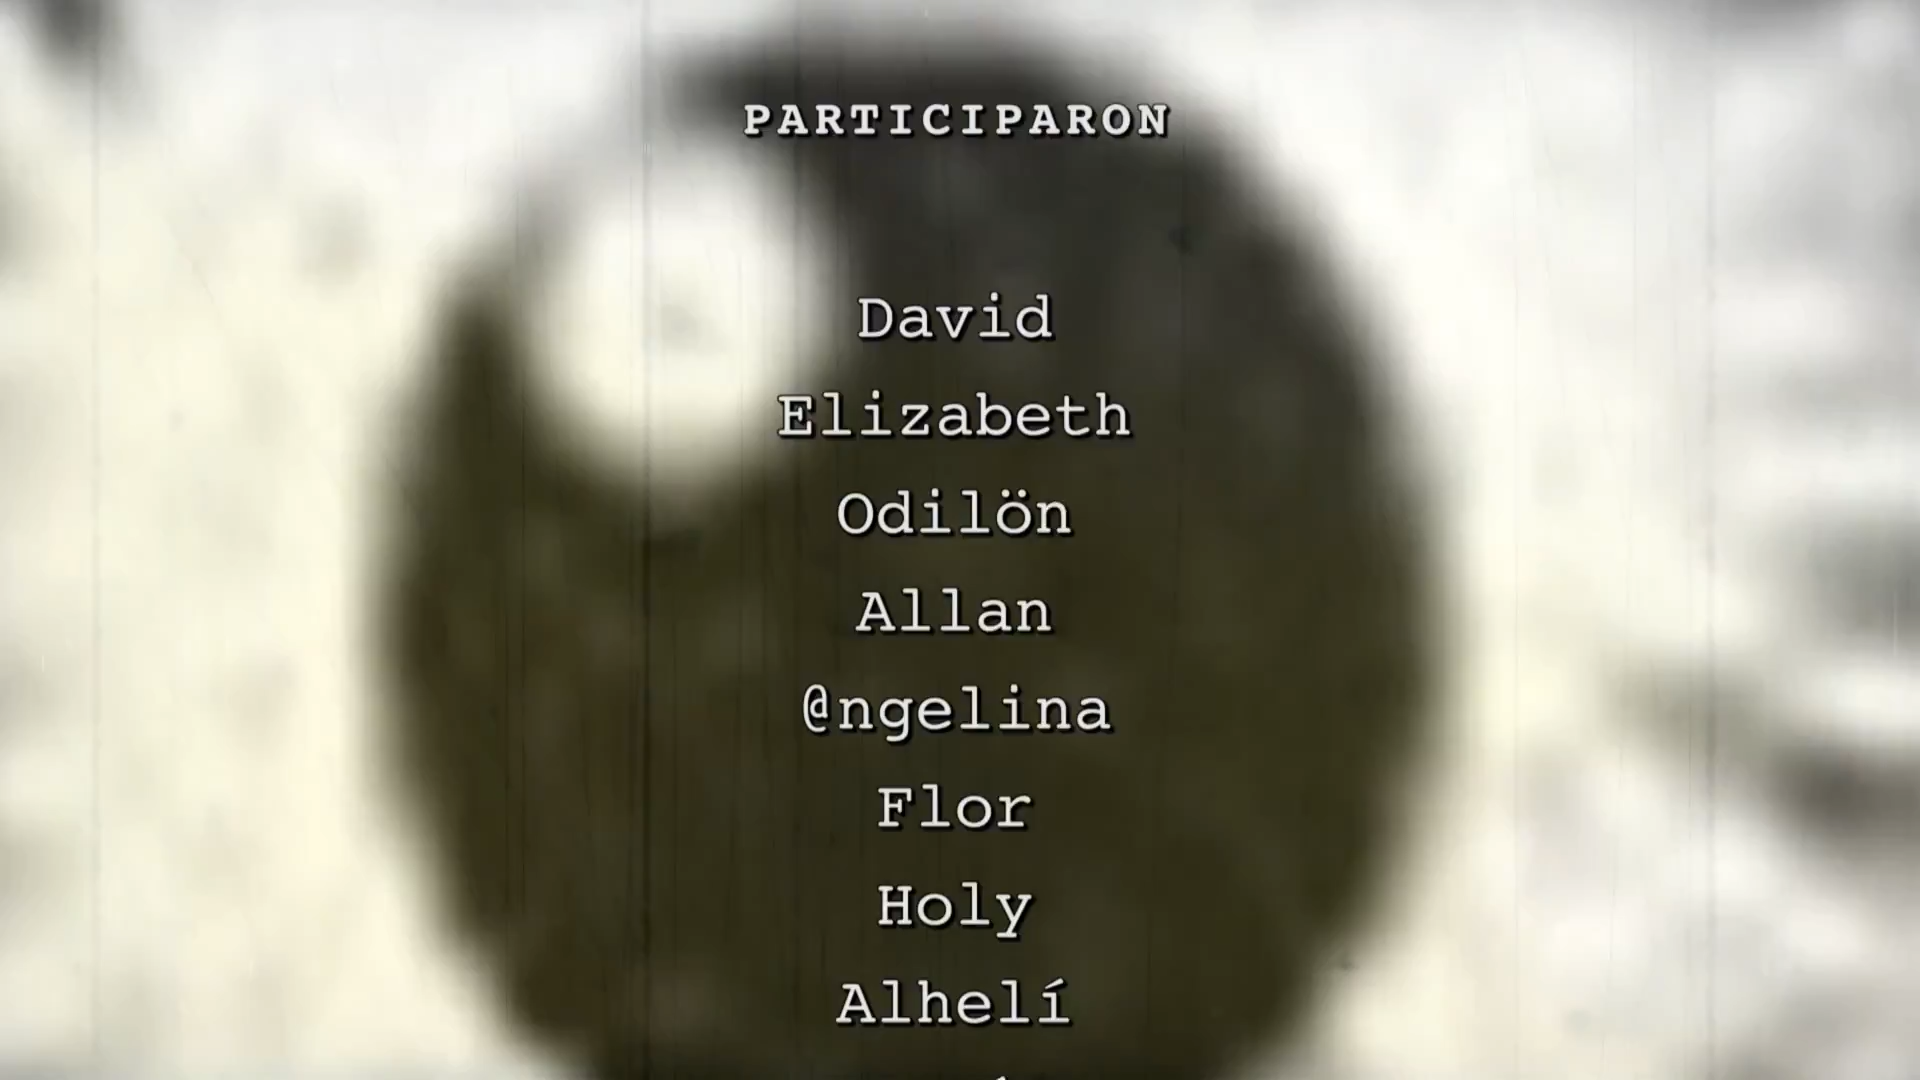 PARTICIPARON
David
Elizabeth
Odilön
Allan
@ngelina
Flor
Holy
Alhelí